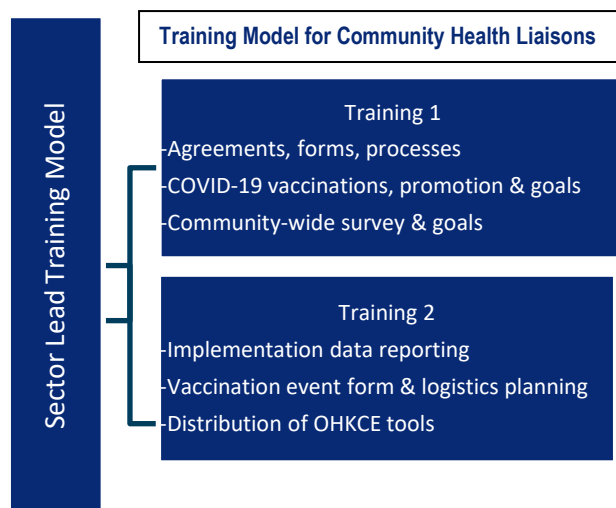 Training Model for Community Health Liaisons
Sector Lead Training Model
Training 1
-Agreements, forms, processes
-COVID-19 vaccinations, promotion & goals
-Community-wide survey & goals
Training 2
-Implementation data reporting
-Vaccination event form & logistics planning
-Distribution of OHKCE tools